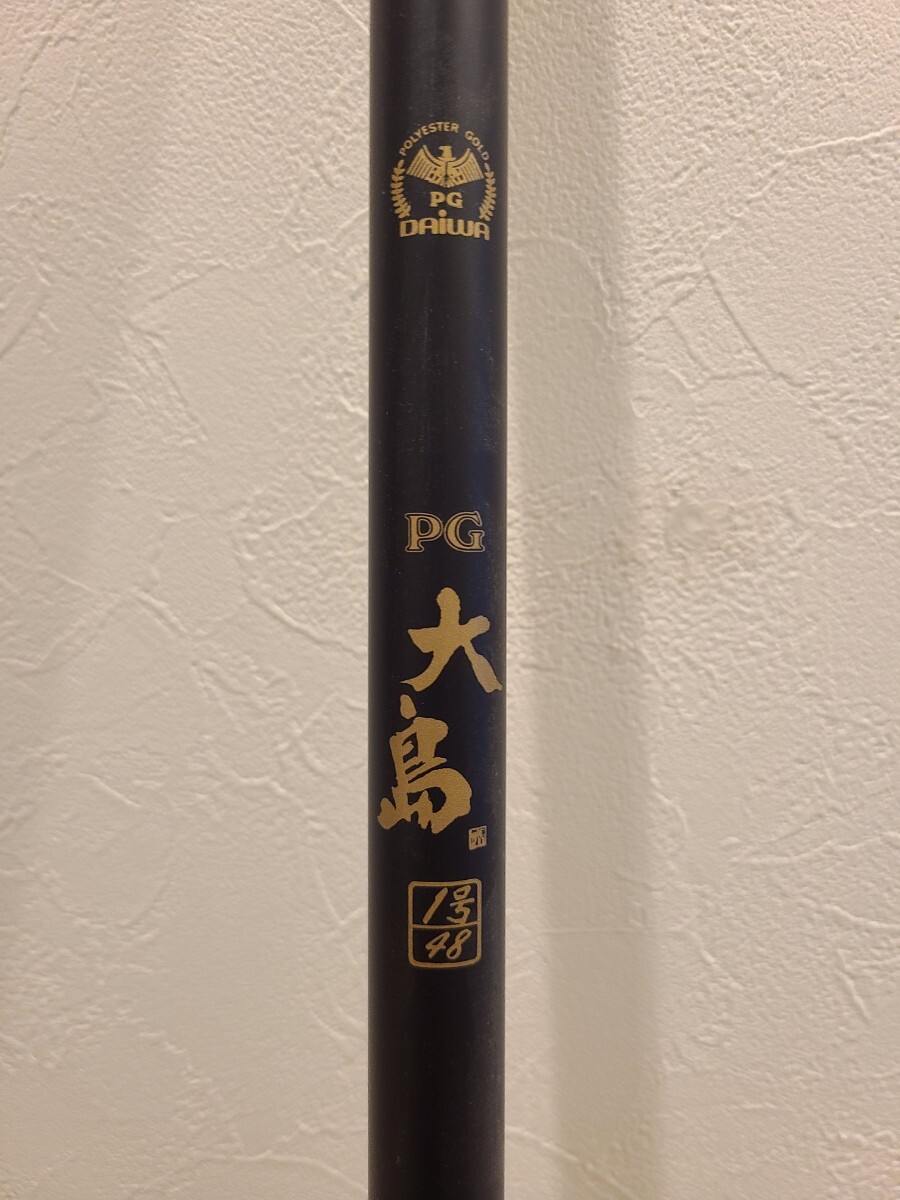 POLYESTER GOLD
PG
DAiWA
PG
大島
1号
48